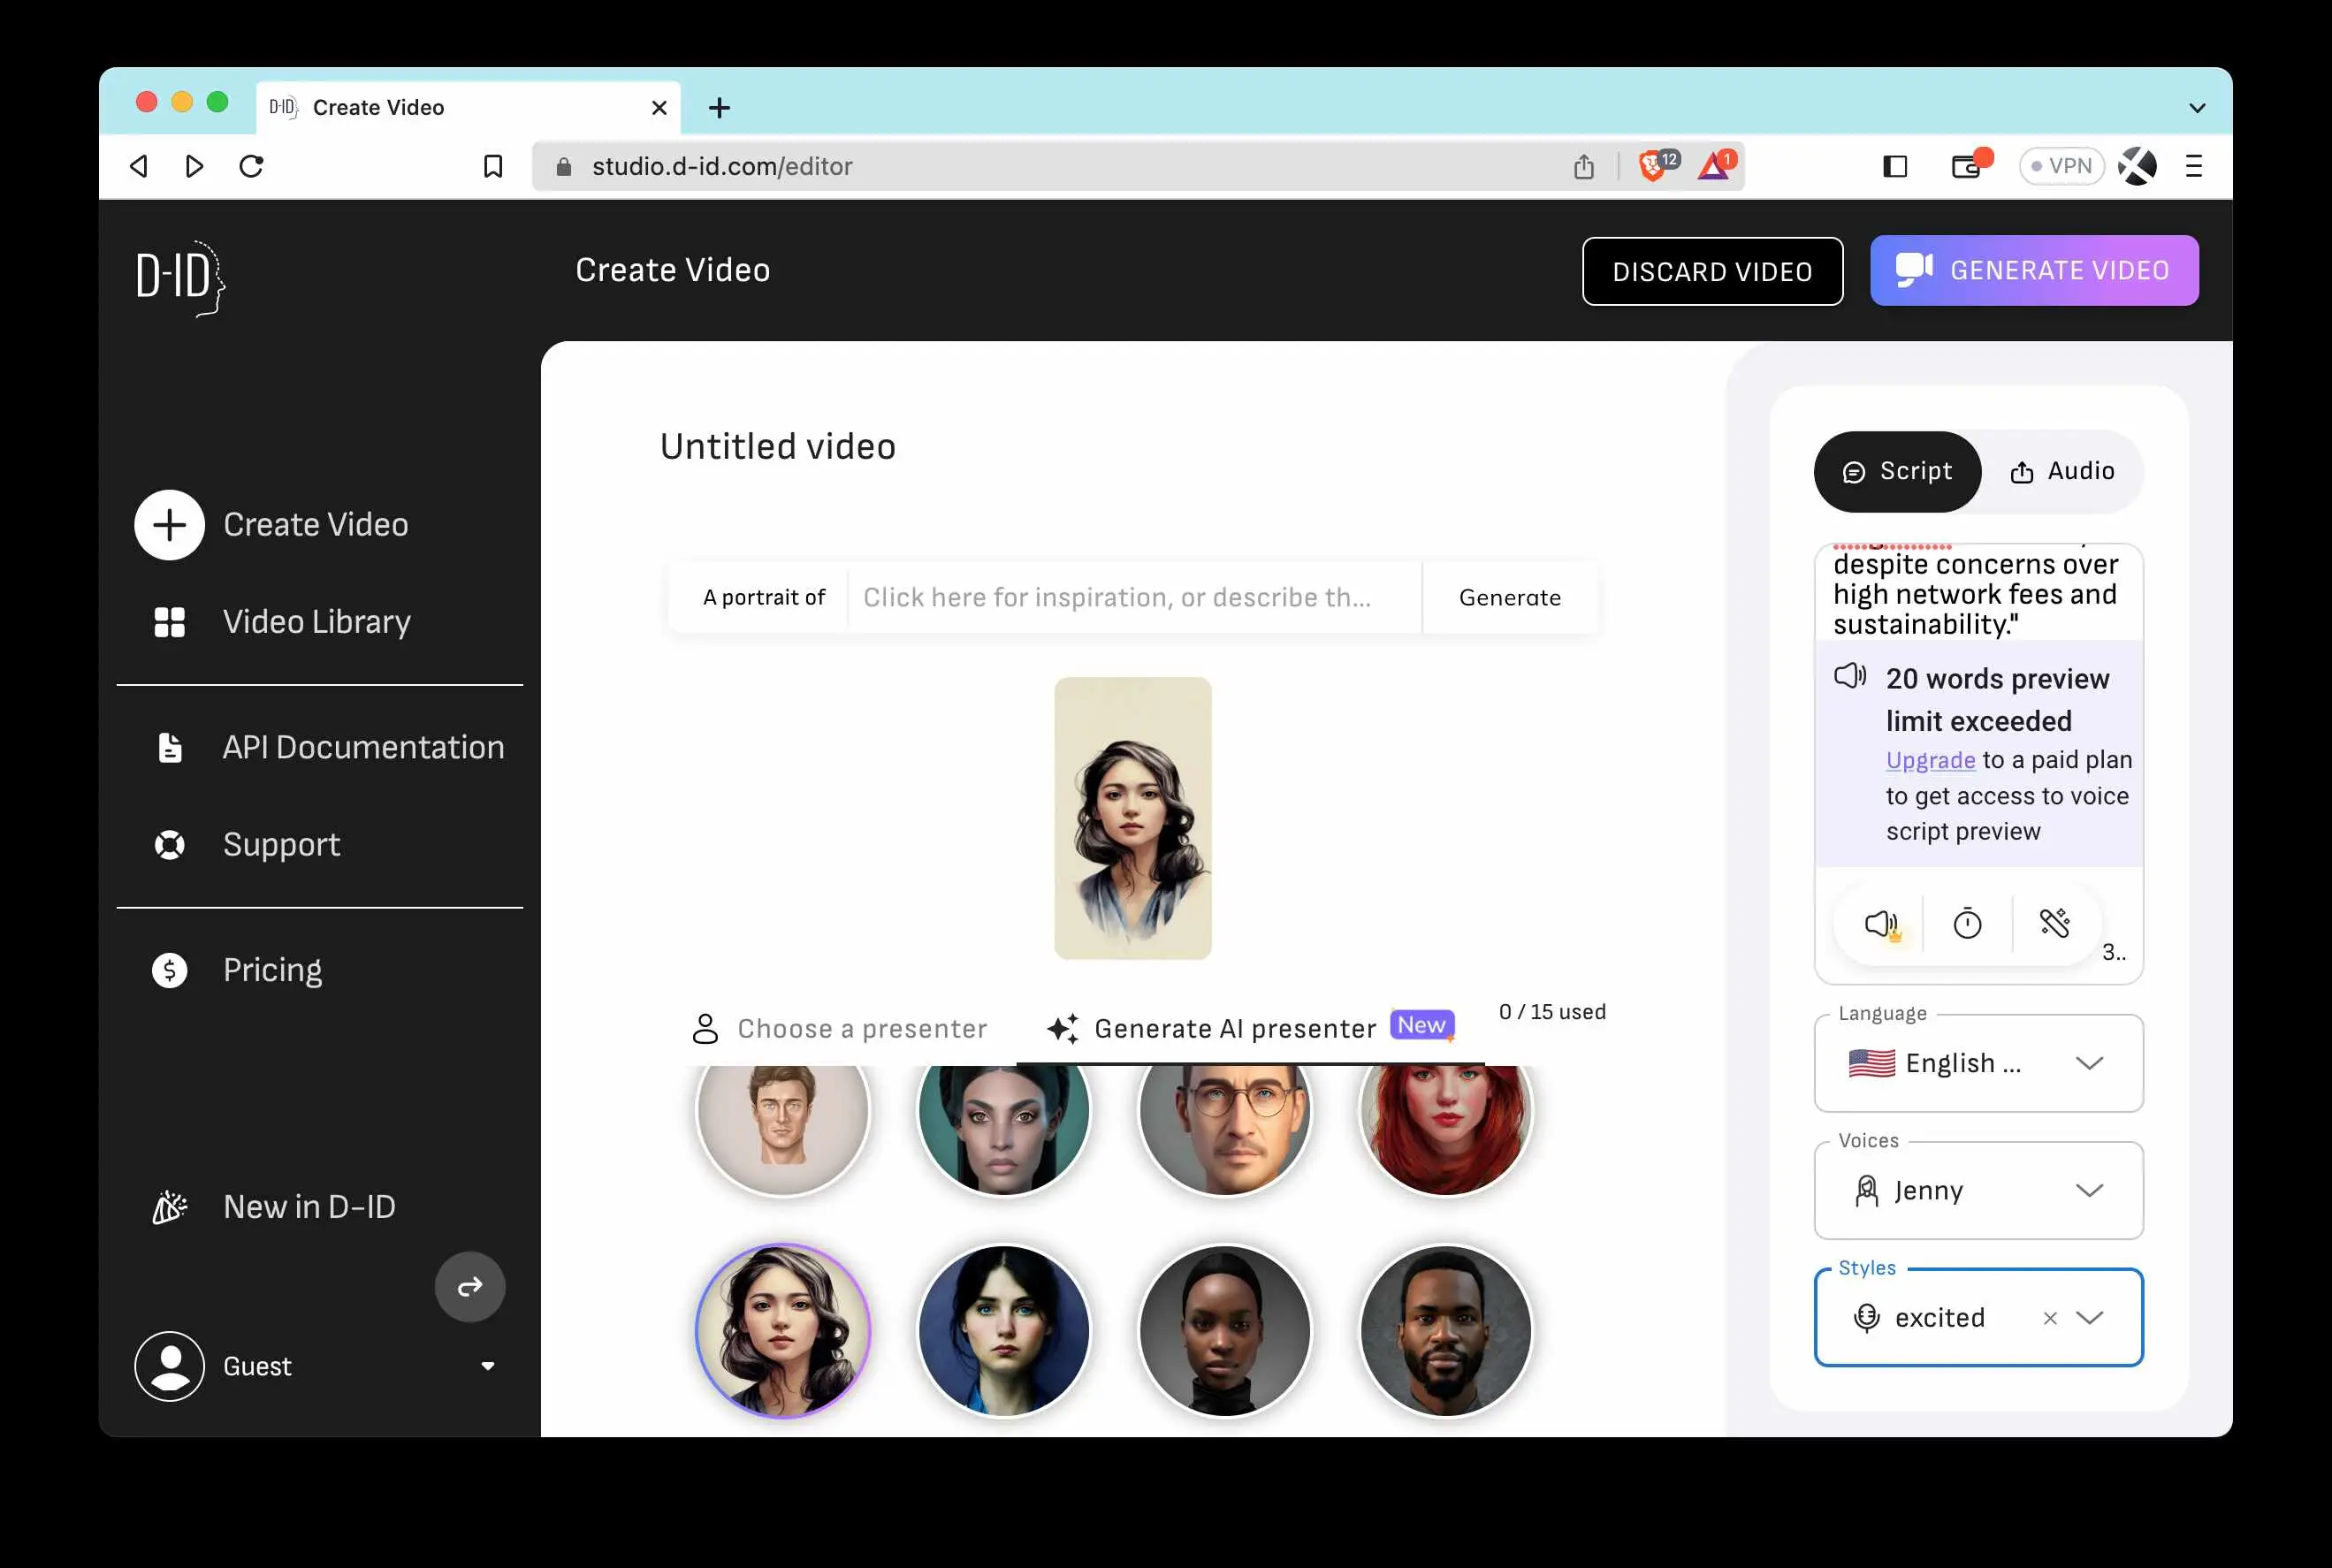 D-ID Create Video
studio.d-id.com/editor
12
1
VPN
D-ID
Create Video
DISCARD VIDEO
GENERATE VIDEO
Create Video
Video Library
API Documentation
Support
Pricing
New in D-ID
Guest
Untitled video
A portrait of
Click here for inspiration, or describe th...
Generate
Choose a presenter
Generate AI presenter
New
0 / 15 used
Script
Audio
despite concerns over
high network fees and
sustainability."
20 words preview
limit exceeded
Upgrade to a paid plan
to get access to voice
script preview
3..
Language
English ...
Voices
Jenny
Styles
excited